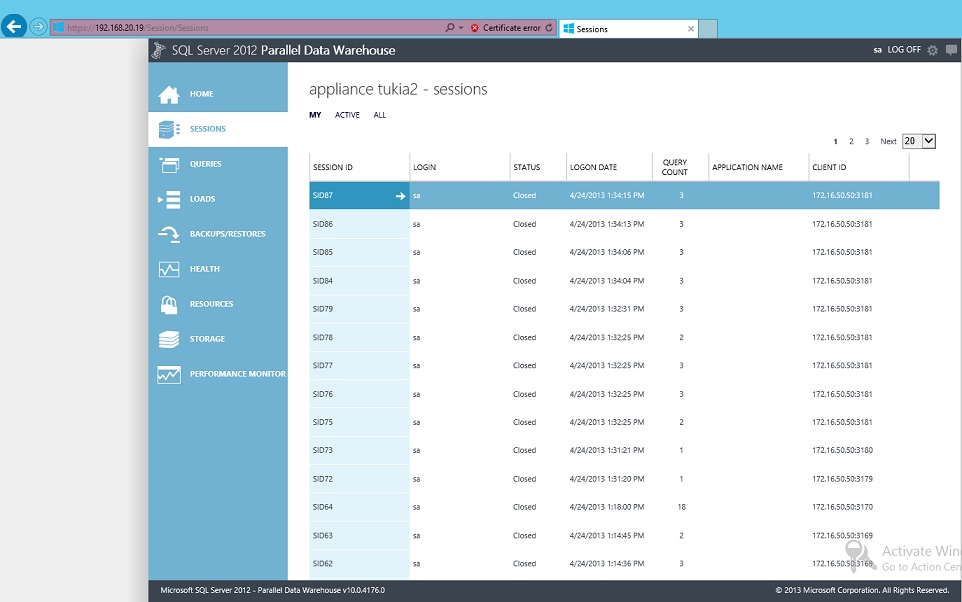 https://192.168.20.19/Session/Sessions Certificate error Sessions
SQL Server 2012 Parallel Data Warehouse sa LOG OFF
HOME
SESSIONS
QUERIES
LOADS
BACKUPS/RESTORES
HEALTH
RESOURCES
STORAGE
PERFORMANCE MONITOR
appliance tukia2 - sessions
MY ACTIVE ALL
1 2 3 Next 20
SESSION ID LOGIN STATUS LOGON DATE QUERY COUNT APPLICATION NAME CLIENT ID
SID87 sa Closed 4/24/2013 1:34:15 PM 3 172.16.50.50:3181
SID86 sa Closed 4/24/2013 1:34:13 PM 3 172.16.50.50:3181
SID85 sa Closed 4/24/2013 1:34:06 PM 3 172.16.50.50:3181
SID84 sa Closed 4/24/2013 1:34:04 PM 3 172.16.50.50:3181
SID79 sa Closed 4/24/2013 1:32:31 PM 3 172.16.50.50:3181
SID78 sa Closed 4/24/2013 1:32:25 PM 2 172.16.50.50:3181
SID77 sa Closed 4/24/2013 1:32:25 PM 3 172.16.50.50:3181
SID76 sa Closed 4/24/2013 1:32:25 PM 3 172.16.50.50:3181
SID75 sa Closed 4/24/2013 1:32:25 PM 2 172.16.50.50:3181
SID73 sa Closed 4/24/2013 1:31:21 PM 1 172.16.50.50:3180
SID72 sa Closed 4/24/2013 1:31:20 PM 1 172.16.50.50:3179
SID64 sa Closed 4/24/2013 1:18:00 PM 18 172.16.50.50:3170
SID63 sa Closed 4/24/2013 1:14:45 PM 2 172.16.50.50:3169
SID62 sa Closed 4/24/2013 1:14:36 PM 3 172.16.50.50:3169
Activate Win
Go to Action Cen
Microsoft SQL Server 2012 - Parallel Data Warehouse v10.0.4176.0 © 2013 Microsoft Corporation. All Rights Reserved.